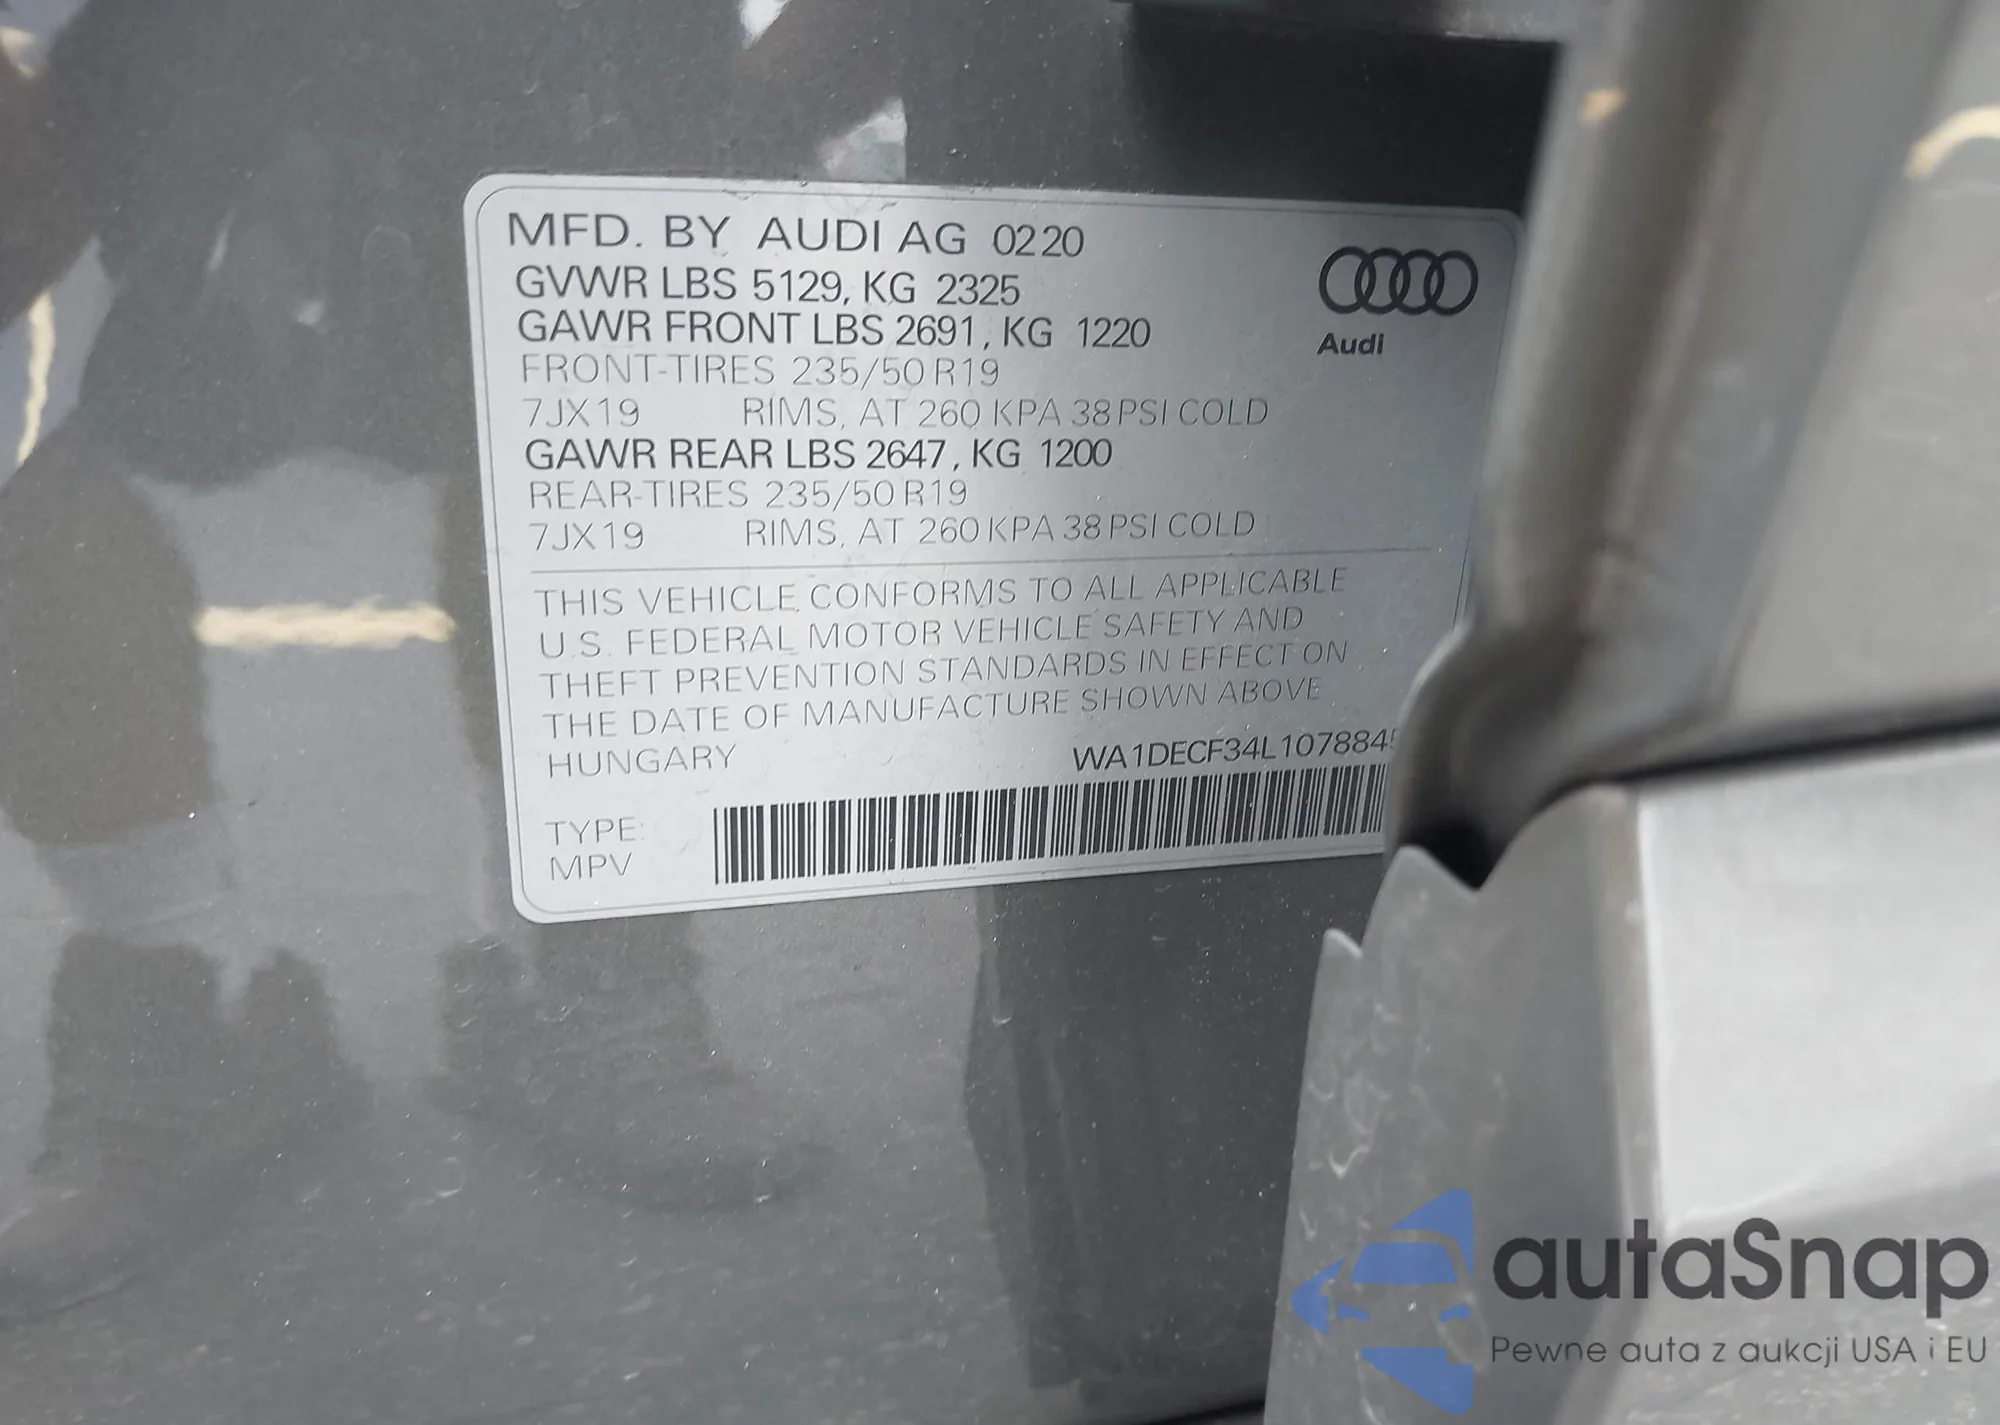 MFD. BY AUDI AG 0220
GVWR LBS 5129, KG 2325
GAWR FRONT LBS 2691, KG 1220
FRONT-TIRES 235/50 R19
7JX19 RIMS, AT 260 KPA 38 PSI COLD
GAWR REAR LBS 2647, KG 1200
REAR-TIRES 235/50 R19
7JX19 RIMS, AT 260 KPA 38 PSI COLD
Audi
THIS VEHICLE CONFORMS TO ALL APPLICABLE
U.S. FEDERAL MOTOR VEHICLE SAFETY AND
THEFT PREVENTION STANDARDS IN EFFECT ON
THE DATE OF MANUFACTURE SHOWN ABOVE
HUNGARY WA1DECF34L1078845
TYPE:
MPV
autaSnap
Pewne auta z aukcji USA i EU